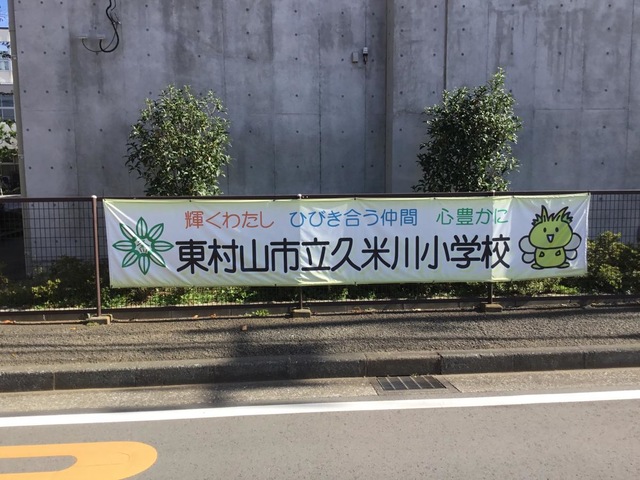 輝くわたし ひびき合う仲間 心豊かに
東村山市立久米川小学校